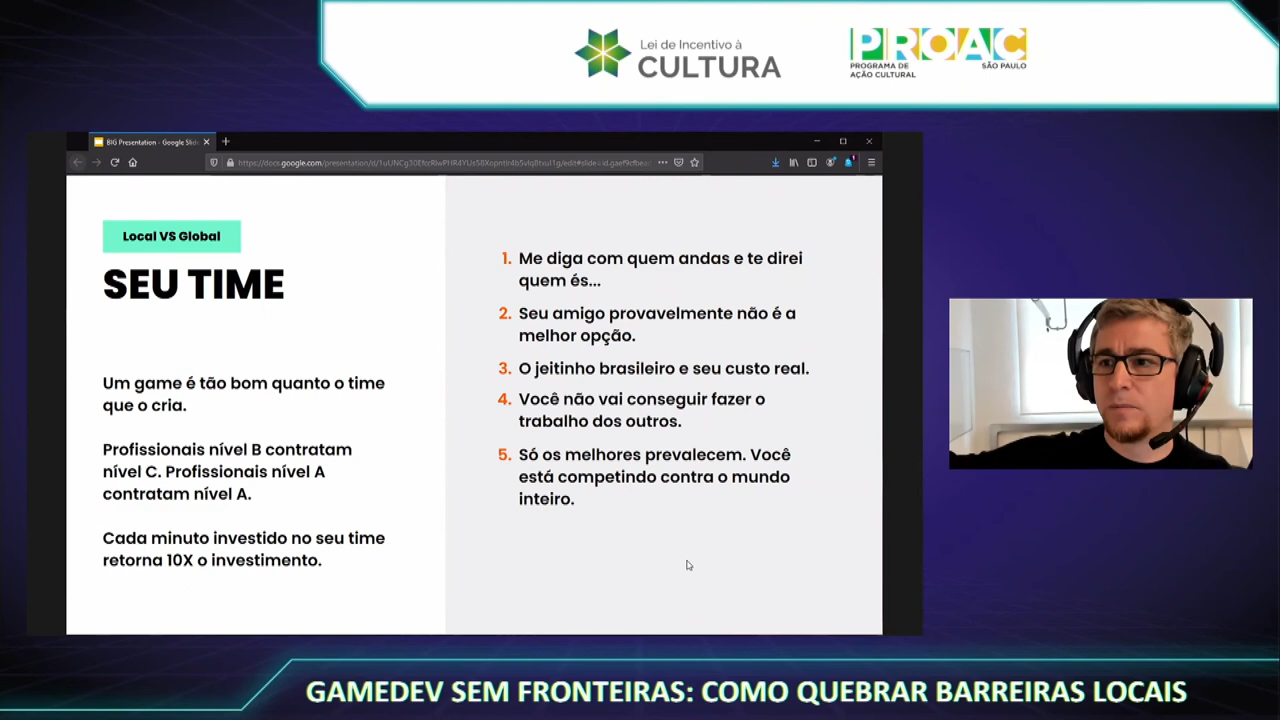 Lei de Incentivo à
CULTURA
PROAC
PROGRAMA DE
AÇÃO CULTURAL
SÃO PAULO
BIG Presentation - Google Slid
Local VS Global
SEU TIME
Um game é tão bom quanto o time
que o cria.
Profissionais nível B contratam
nível C. Profissionais nível A
contratam nível A.
Cada minuto investido no seu time
retorna 10X o investimento.
1. Me diga com quem andas e te direi
quem és...
2. Seu amigo provavelmente não é a
melhor opção.
3. O jeitinho brasileiro e seu custo real.
4. Você não vai conseguir fazer o
trabalho dos outros.
5. Só os melhores prevalecem. Você
está competindo contra o mundo
inteiro.
GAMEDEV SEM FRONTEIRAS: COMO QUEBRAR BARREIRAS LOCAIS